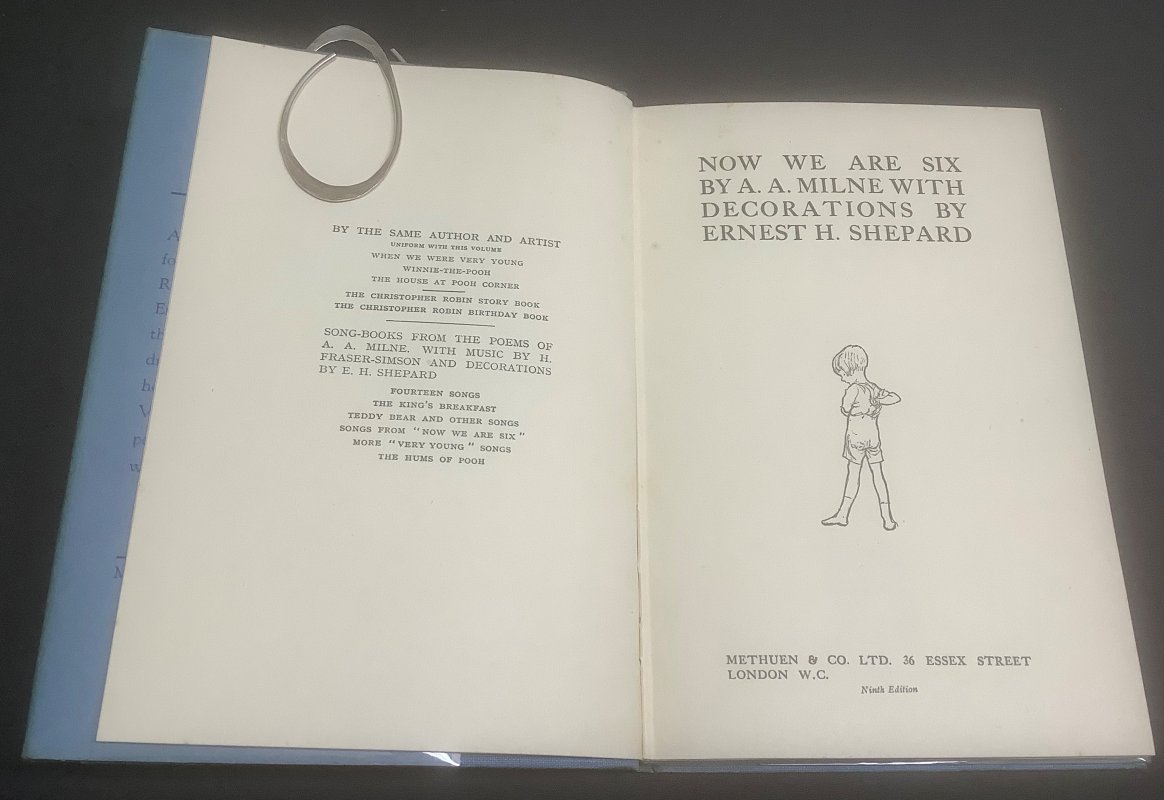 BY THE SAME AUTHOR AND ARTIST
UNIFORM WITH THIS VOLUME
WHEN WE WERE VERY YOUNG
WINNIE-THE-POOH
THE HOUSE AT POOH CORNER
THE CHRISTOPHER ROBIN STORY BOOK
THE CHRISTOPHER ROBIN BIRTHDAY BOOK
SONG-BOOKS FROM THE POEMS OF
A. A. MILNE. WITH MUSIC BY H.
FRASER-SIMSON AND DECORATIONS
BY E. H. SHEPARD
FOURTEEN SONGS
THE KING'S BREAKFAST
TEDDY BEAR AND OTHER SONGS
SONGS FROM "NOW WE ARE SIX"
MORE "VERY YOUNG" SONGS
THE HUMS OF POOH
NOW WE ARE SIX
BY A. A. MILNE WITH
DECORATIONS BY
ERNEST H. SHEPARD
METHUEN & CO. LTD. 36 ESSEX STREET
LONDON W.C.
Ninth Edition